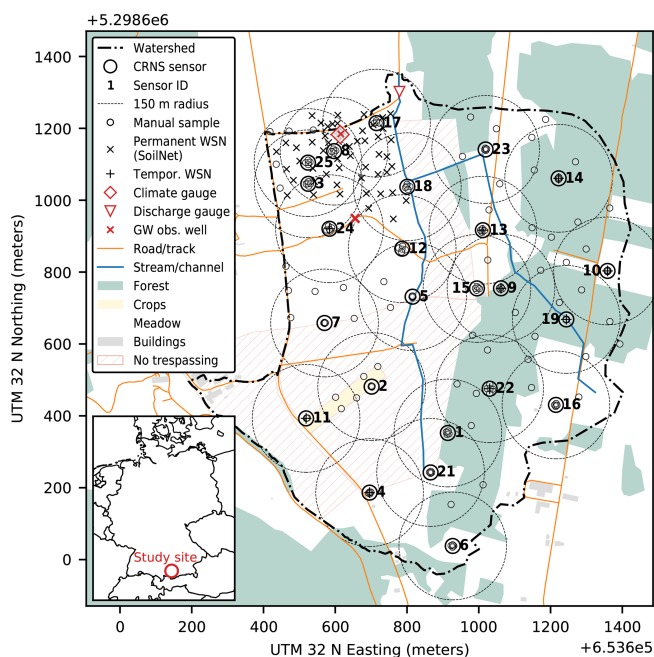 +5.2986e6
1400
1200
1000
800
600
400
200
0
UTM 32 N Northing (meters)
Watershed
CRNS sensor
1 Sensor ID
150 m radius
Manual sample
Permanent WSN
(SoilNet)
Tempor. WSN
Climate gauge
Discharge gauge
GW obs. well
Road/track
Stream/channel
Forest
Crops
Meadow
Buildings
No trespassing
17
8
25
3
23
14
18
24
13
12
10
15
9
5
19
7
2
22
16
11
1
21
4
6
Study site
0
200
400
600
800
1000
1200
1400
UTM 32 N Easting (meters)
+6.536e5